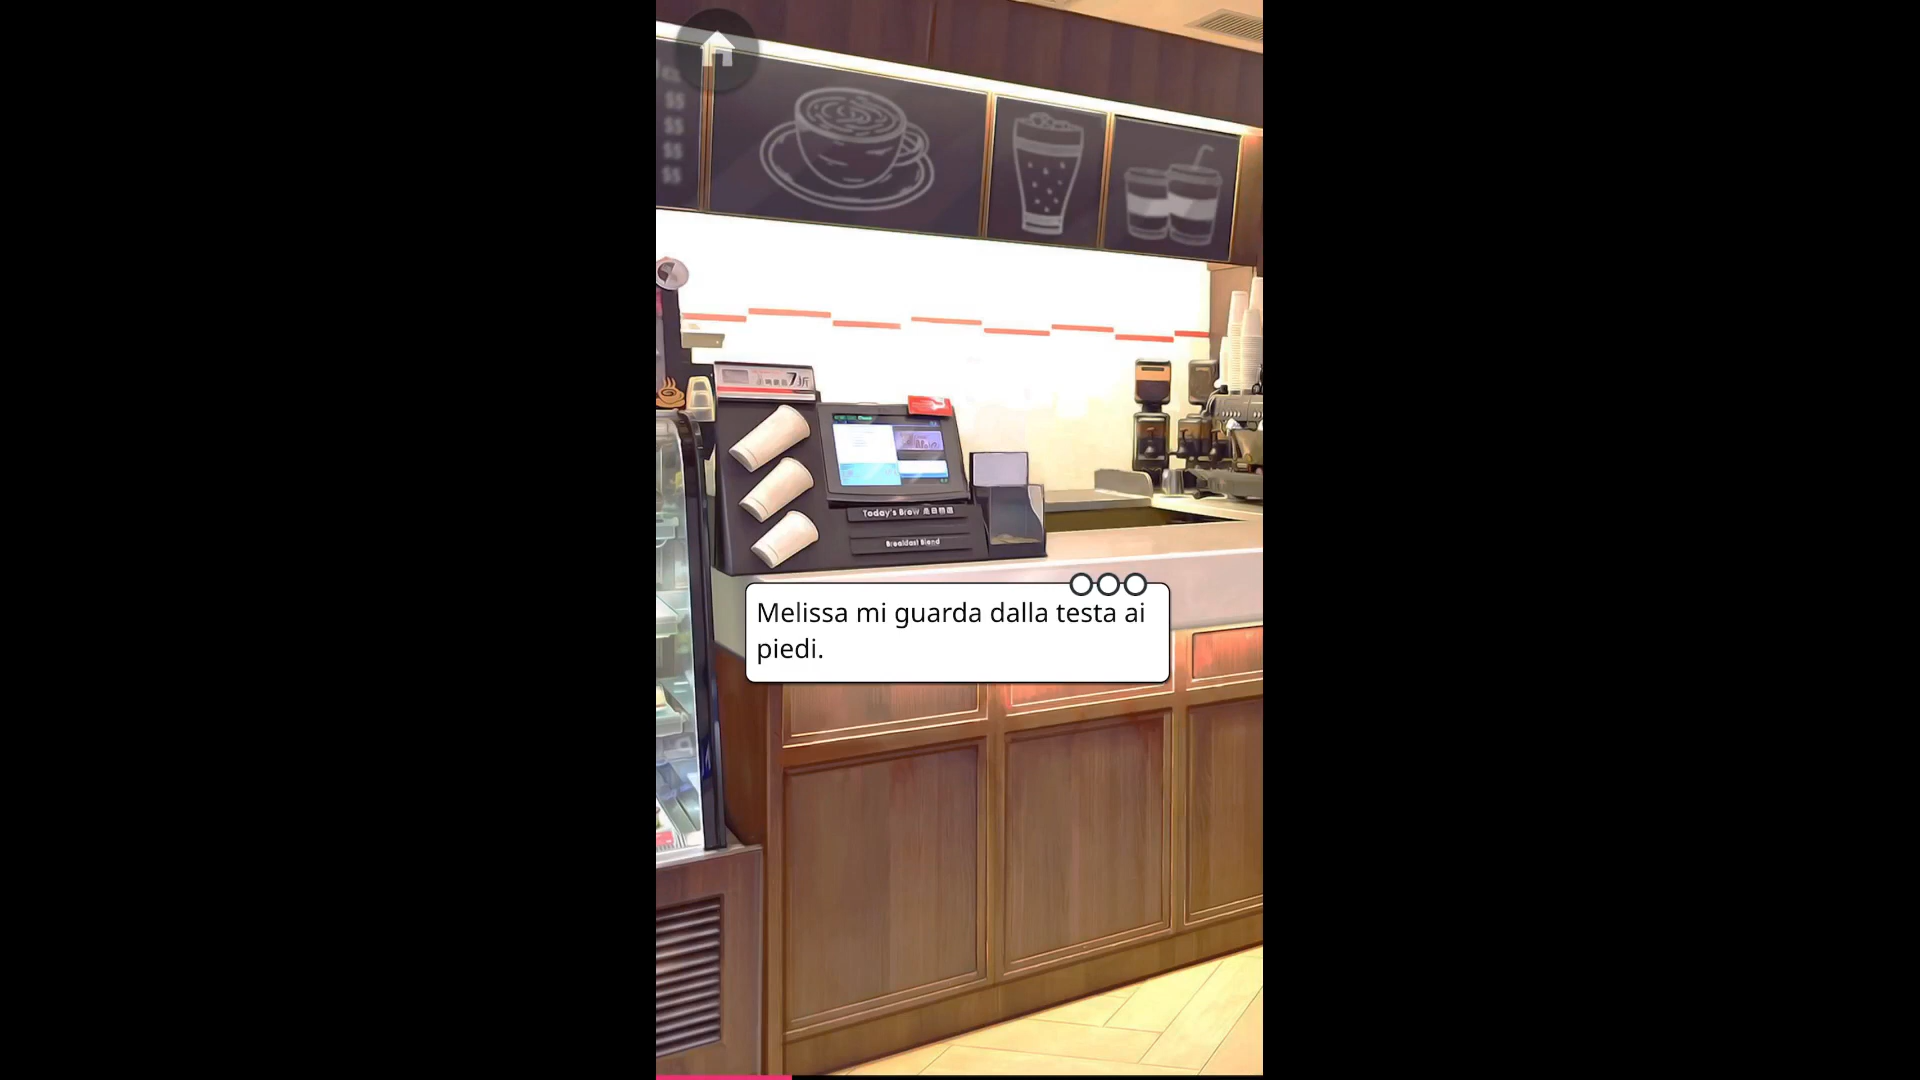 $$
$$
$$
$$
Today's Brew
Breakfast Blend
Melissa mi guarda dalla testa ai
piedi.